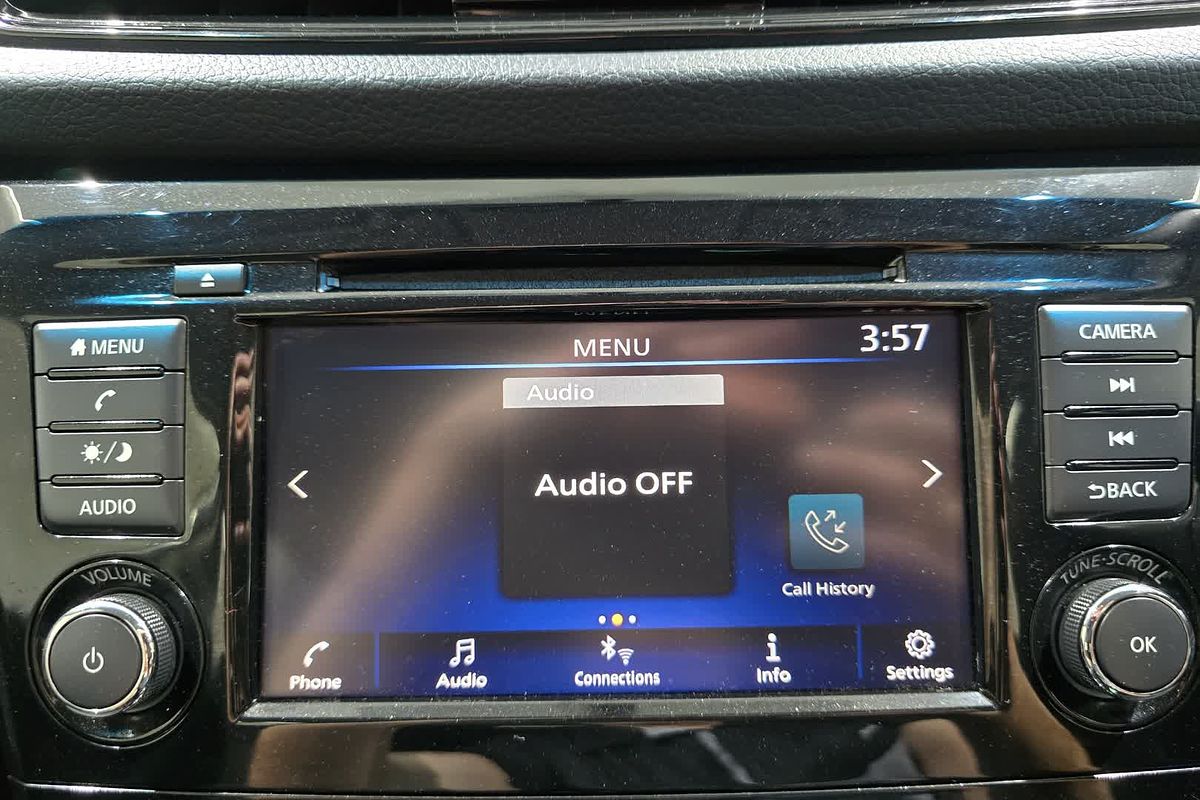 MENU
3:57
Audio
Audio OFF
Call History
Phone
Audio
Connections
Info
Settings
MENU
AUDIO
VOLUME
CAMERA
BACK
TUNE·SCROLL
OK